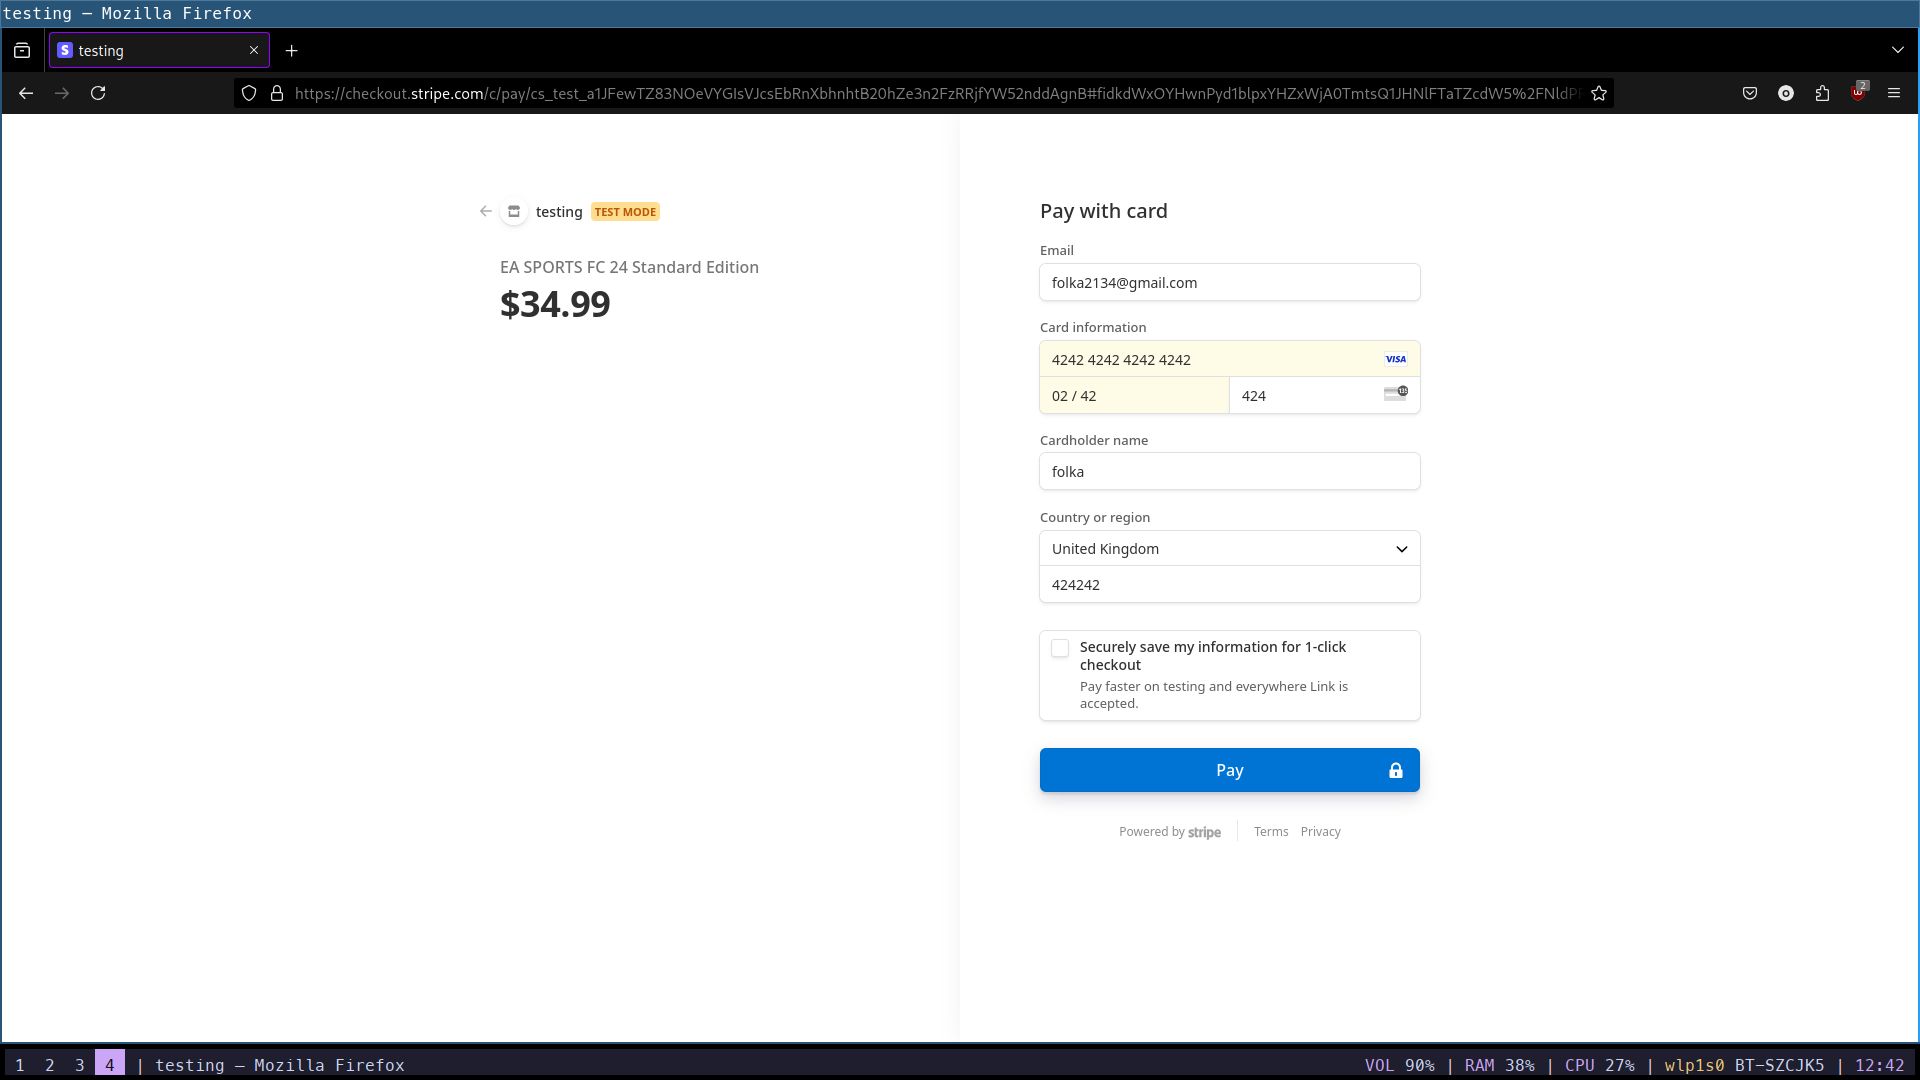 testing — Mozilla Firefox
testing
https://checkout.stripe.com/c/pay/cs_test_a1JFewTZ83NOeVYGIsVJcsEbRnXbhnhtB20hZe3n2FzRRjfYW52nddAgnB#fidkdWxOYHwnPyd1blpxYHZxWjA0TmtsQ1JHNlFTaTZcdW5%2FNldP
2
testing TEST MODE
EA SPORTS FC 24 Standard Edition
$34.99
Pay with card
Email
folka2134@gmail.com
Card information
4242 4242 4242 4242 VISA
02 / 42 424
Cardholder name
folka
Country or region
United Kingdom
424242
Securely save my information for 1-click
checkout
Pay faster on testing and everywhere Link is
accepted.
Pay
Powered by stripe Terms Privacy
1 2 3 4 | testing — Mozilla Firefox VOL 90% | RAM 38% | CPU 27% | wlp1s0 BT-SZCJK5 | 12:42